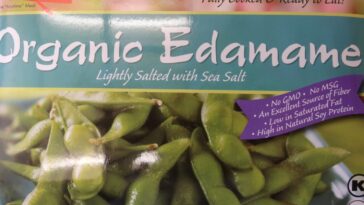 Fully Cooked & Ready to Eat!
Organic Edamame
Lightly Salted with Sea Salt
• No GMO • No MSG
• An Excellent Source of Fiber
• Low in Saturated Fat
• High in Natural Soy Protein
K